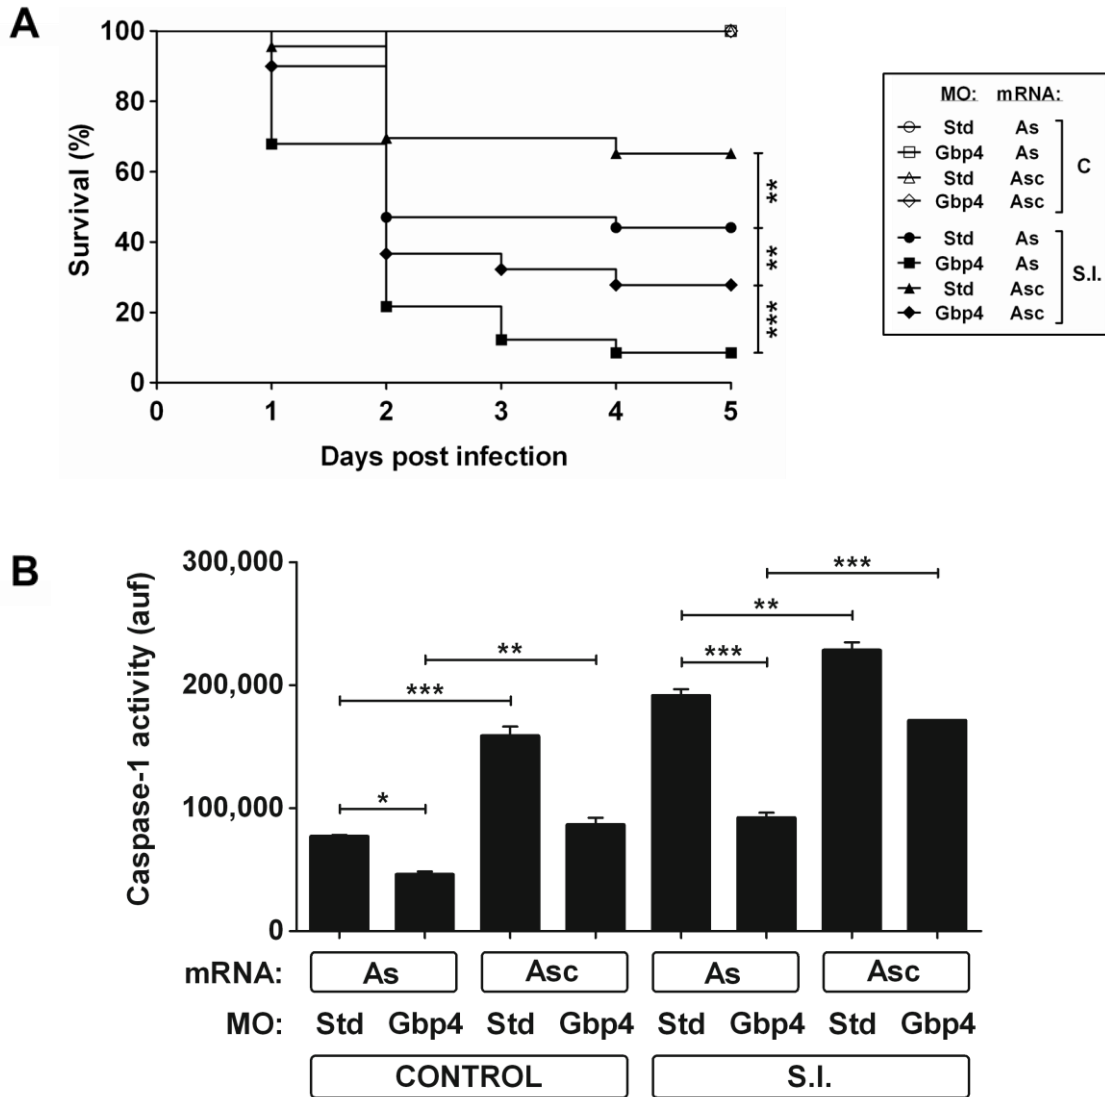 A
Survival (%)
100
80
60
40
20
0
0 1 2 3 4 5
Days post infection
**
**
***
MO: mRNA:
Std As
Gbp4 As
Std Asc
Gbp4 Asc
C
Std As
Gbp4 As
Std Asc
Gbp4 Asc
S.I.
B
Caspase-1 activity (auf)
300,000
200,000
100,000
0
***
**
**
***
***
*
mRNA: As Asc As Asc
MO: Std Gbp4 Std Gbp4 Std Gbp4 Std Gbp4
CONTROL S.I.